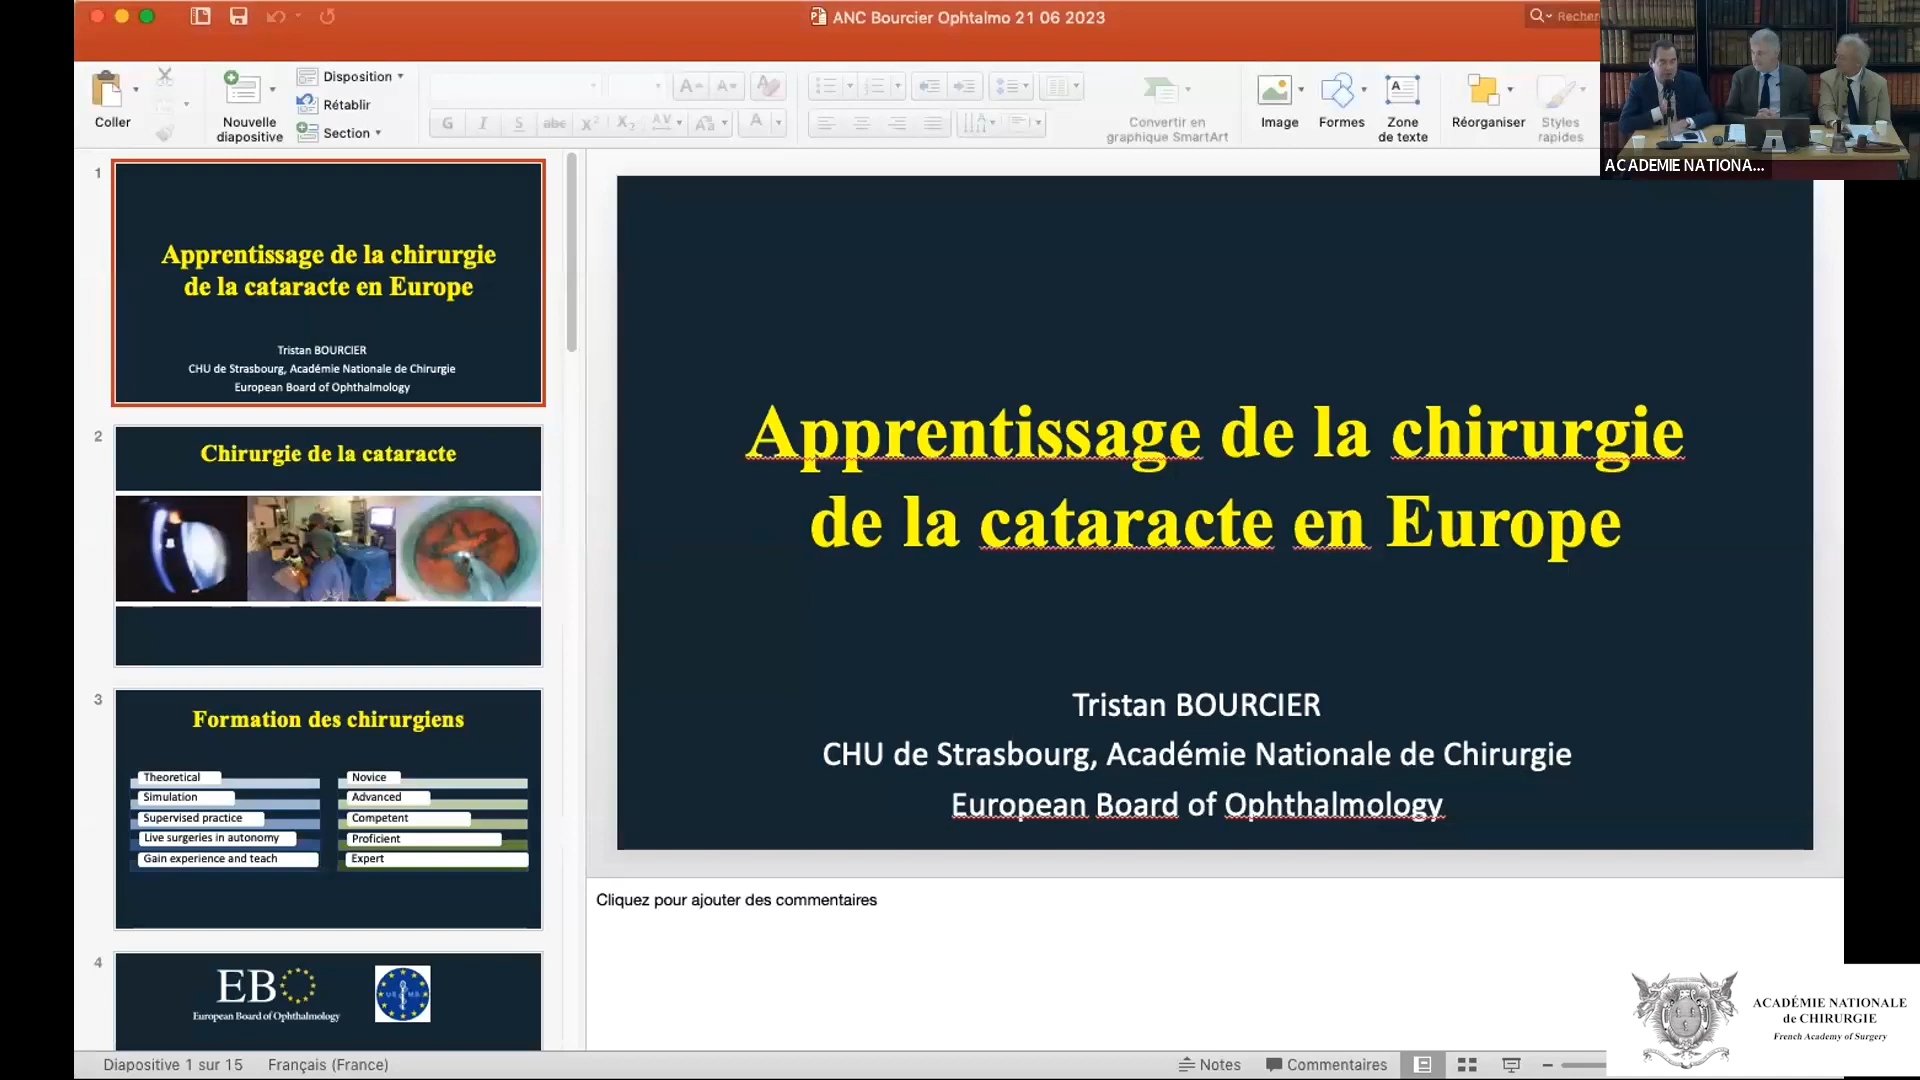 ANC Bourcier Ophtalmo 21 06 2023
Recher
Coller
Nouvelle
diapositive
Disposition
Rétablir
Section
G I S abc X² X₂ AV Aa A
Convertir en
graphique SmartArt
Image
Formes
Zone
de texte
Réorganiser
Styles
rapides
ACADEMIE NATIONA...
1
Apprentissage de la chirurgie
de la cataracte en Europe
Tristan BOURCIER
CHU de Strasbourg, Académie Nationale de Chirurgie
European Board of Ophthalmology
2
Chirurgie de la cataracte
3
Formation des chirurgiens
Theoretical
Simulation
Supervised practice
Live surgeries in autonomy
Gain experience and teach
Novice
Advanced
Competent
Proficient
Expert
4
EB
European Board of Ophthalmology
Apprentissage de la chirurgie
de la cataracte en Europe
Tristan BOURCIER
CHU de Strasbourg, Académie Nationale de Chirurgie
European Board of Ophthalmology
Cliquez pour ajouter des commentaires
ACADÉMIE NATIONALE
de CHIRURGIE
French Academy of Surgery
Diapositive 1 sur 15
Français (France)
Notes
Commentaires